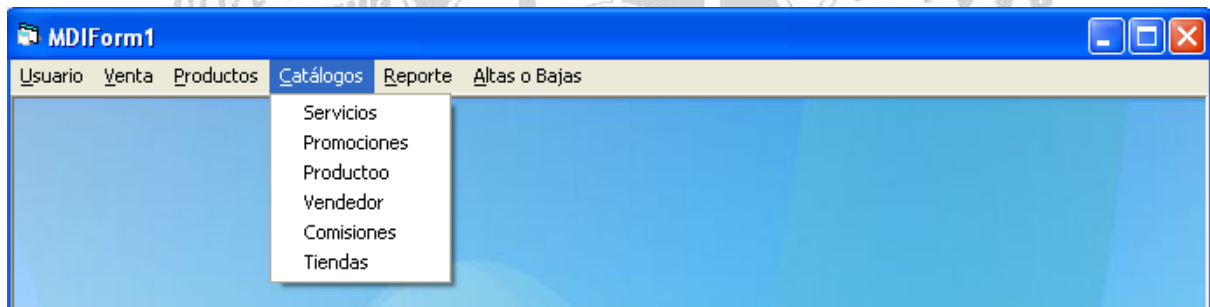 MDIForm1
Usuario Venta Productos Catálogos Reporte Altas o Bajas
Servicios
Promociones
Productoo
Vendedor
Comisiones
Tiendas